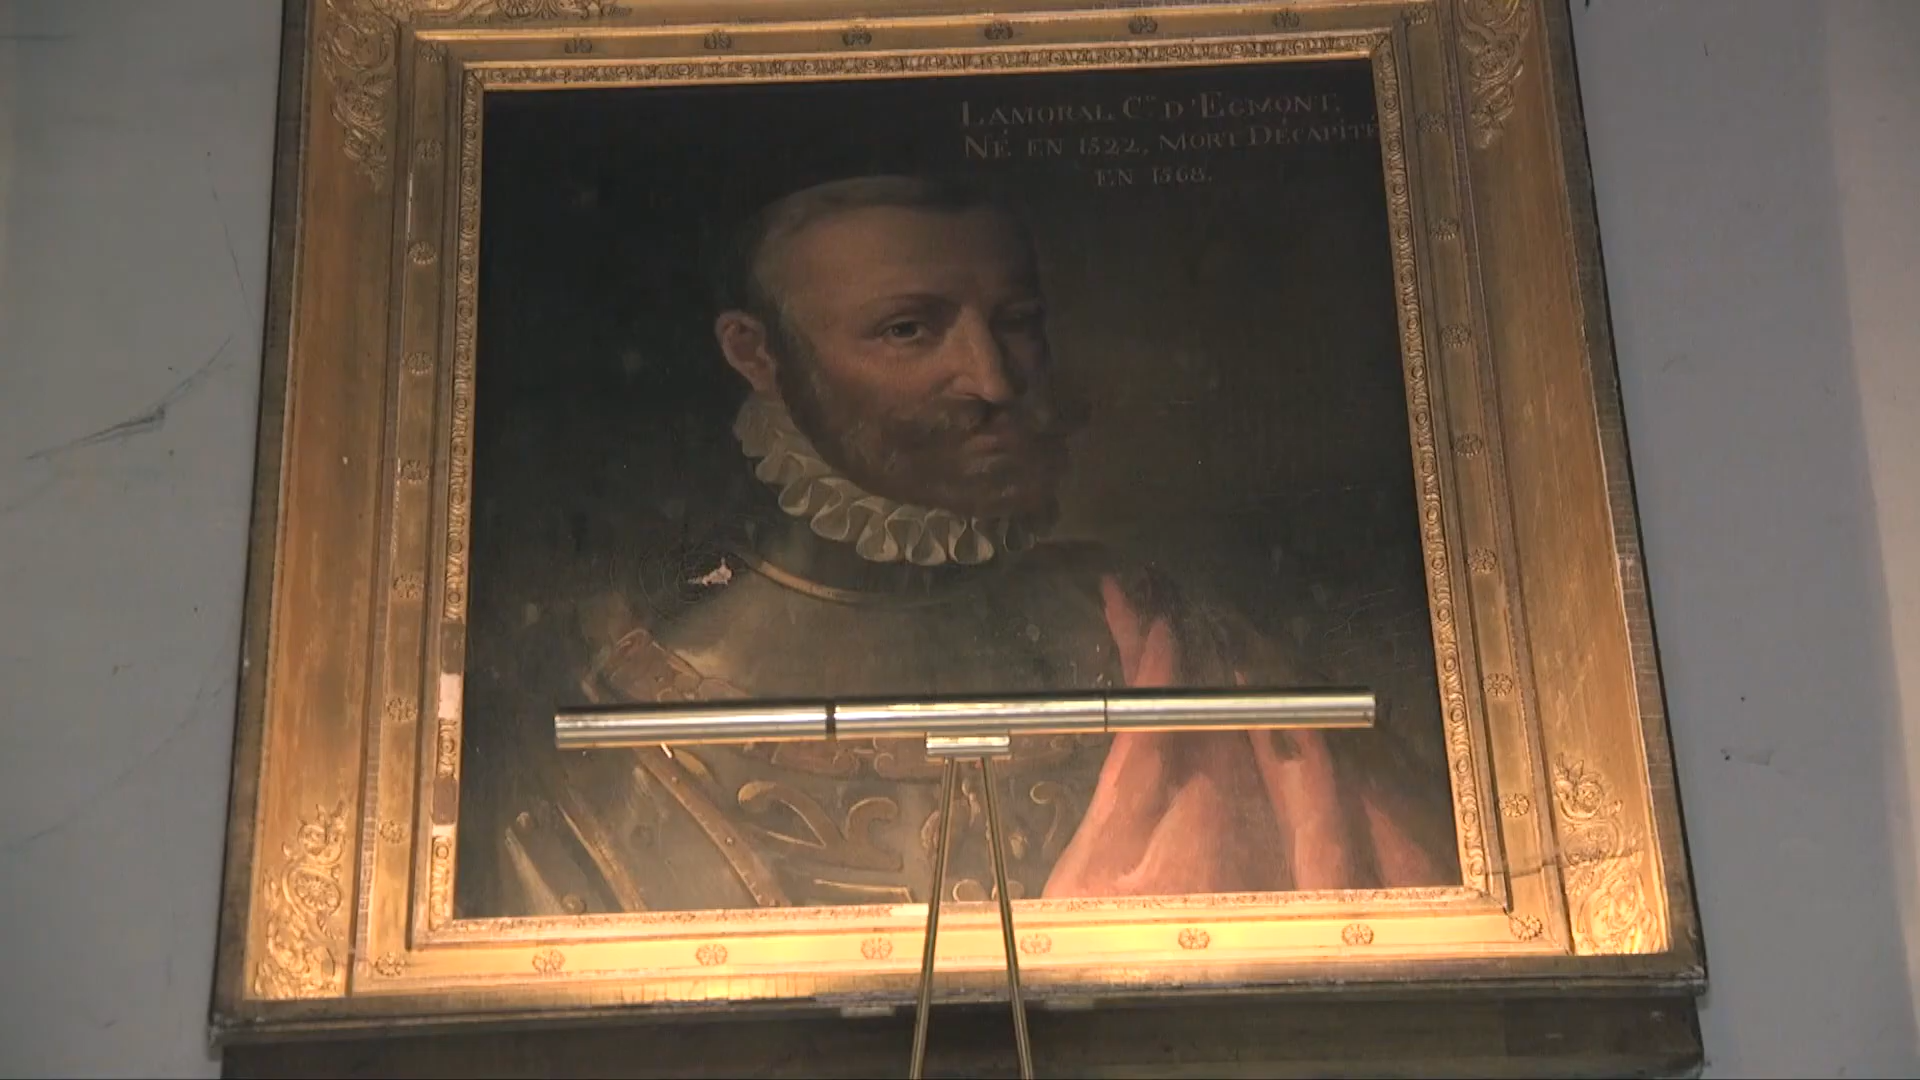 LAMORAL Cᵗᵉ D'EGMONT.
NÉ EN 1522, MORT DÉCAPITÉ
EN 1568.